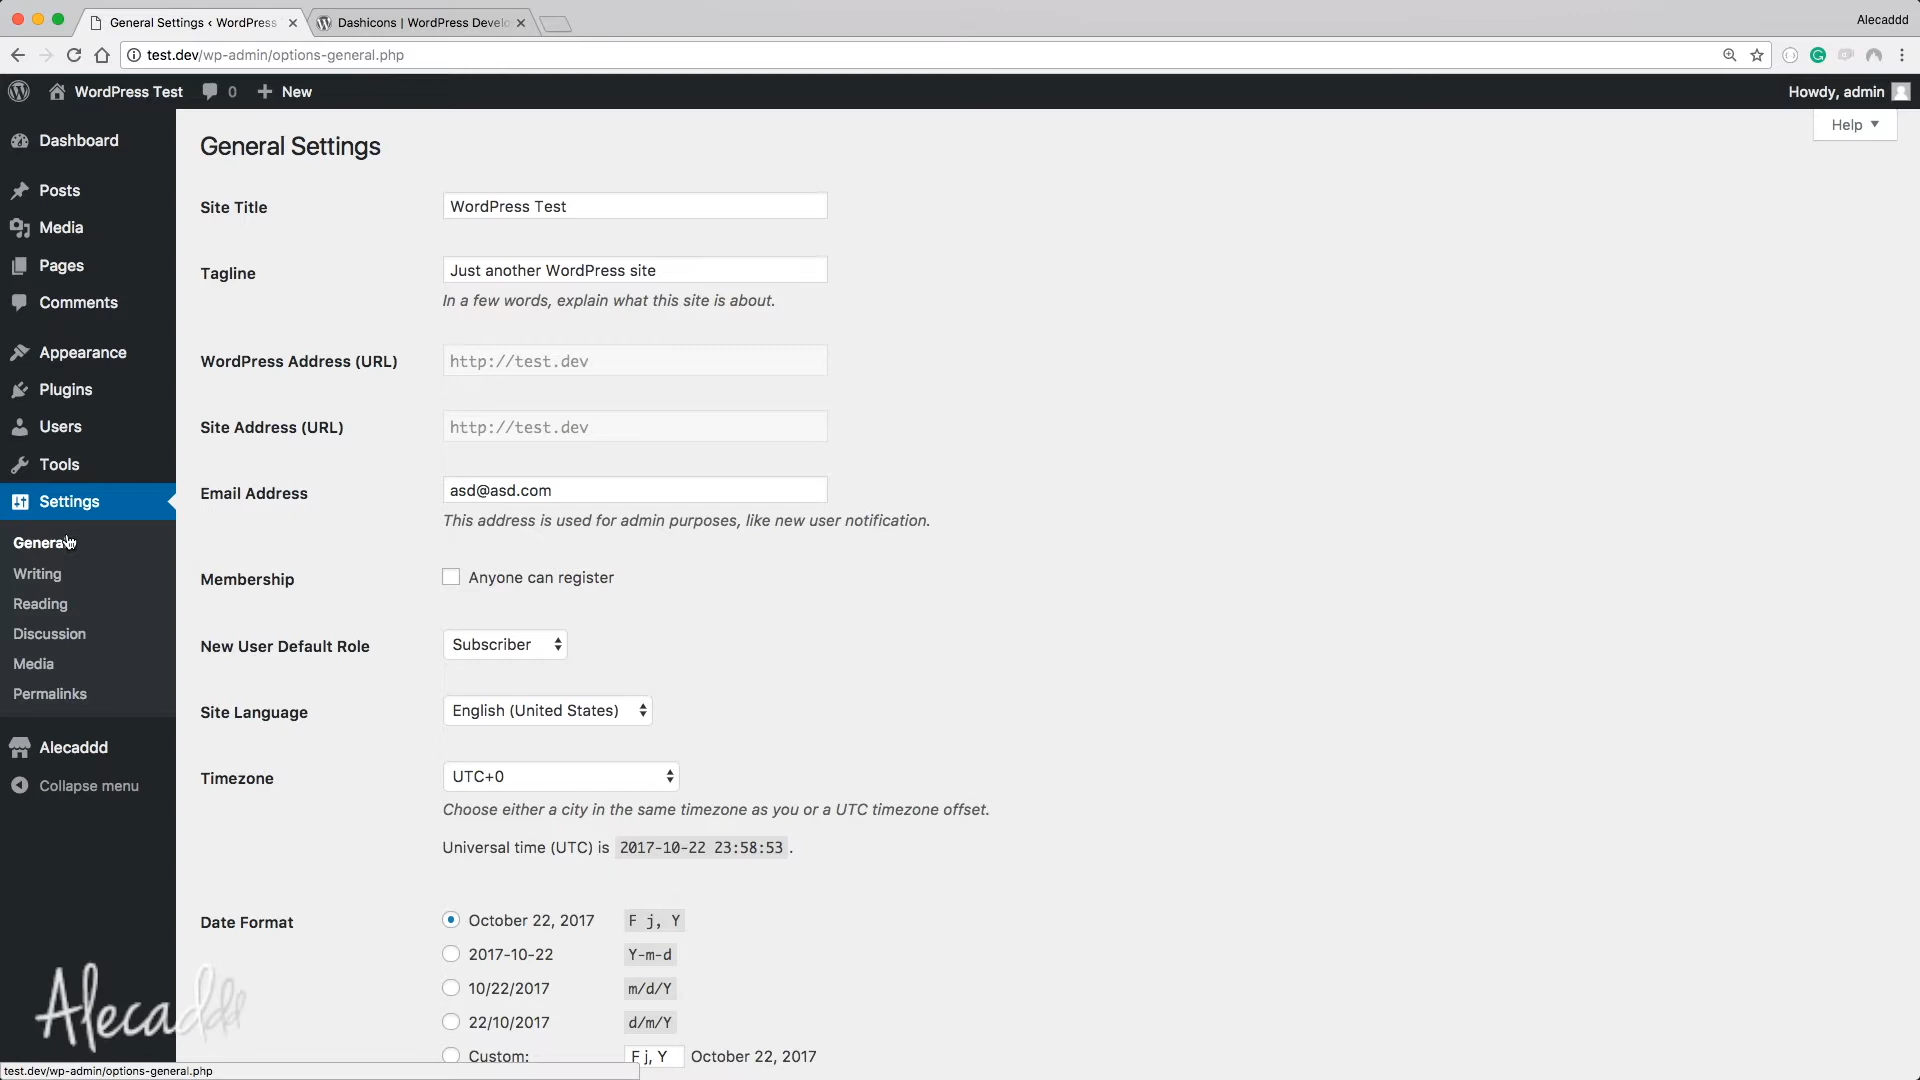 General Settings ‹ WordPress
Dashicons | WordPress Develo
Alecaddd
test.dev/wp-admin/options-general.php
WordPress Test 0 New
Howdy, admin
Help
Dashboard
Posts
Media
Pages
Comments
Appearance
Plugins
Users
Tools
Settings
General
Writing
Reading
Discussion
Media
Permalinks
Alecaddd
Collapse menu
General Settings
Site Title WordPress Test
Tagline Just another WordPress site
In a few words, explain what this site is about.
WordPress Address (URL) http://test.dev
Site Address (URL) http://test.dev
Email Address asd@asd.com
This address is used for admin purposes, like new user notification.
Membership Anyone can register
New User Default Role Subscriber
Site Language English (United States)
Timezone UTC+0
Choose either a city in the same timezone as you or a UTC timezone offset.
Universal time (UTC) is 2017-10-22 23:58:53 .
Date Format October 22, 2017 F j, Y
2017-10-22 Y-m-d
10/22/2017 m/d/Y
22/10/2017 d/m/Y
Custom: F j, Y October 22, 2017
Alecaddd
test.dev/wp-admin/options-general.php